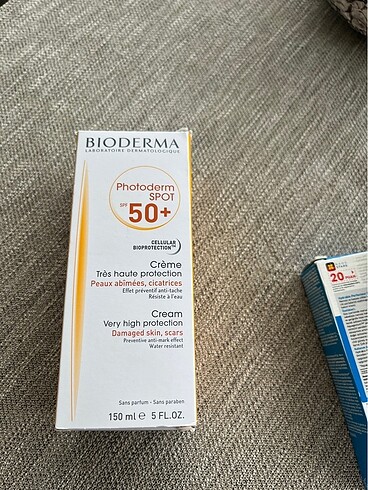 BIODERMA
LABORATOIRE DERMATOLOGIQUE
Photoderm
SPOT
SPF 50+
CELLULAR
BIOPROTECTION™
Crème
Très haute protection
Peaux abîmées, cicatrices
Effet préventif anti-tache
Résiste à l'eau
Cream
Very high protection
Damaged skin, scars
Preventive anti-mark effect
Water resistant
Sans parfum - Sans paraben
150 ml ℮ 5 FL.OZ.
20